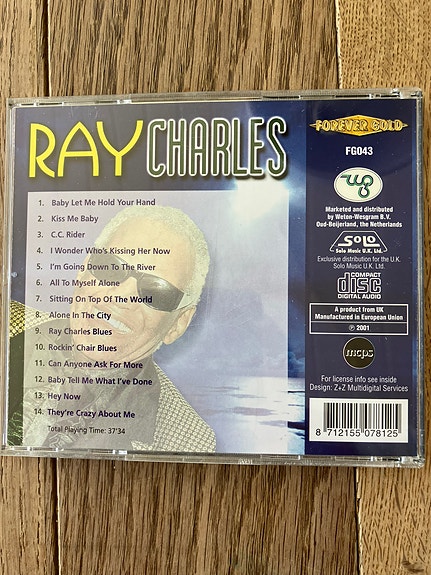 RAY CHARLES
1. Baby Let Me Hold Your Hand
2. Kiss Me Baby
3. C.C. Rider
4. I Wonder Who's Kissing Her Now
5. I'm Going Down To The River
6. All To Myself Alone
7. Sitting On Top Of The World
8. Alone In The City
9. Ray Charles Blues
10. Rockin' Chair Blues
11. Can Anyone Ask For More
12. Baby Tell Me What I've Done
13. Hey Now
14. They're Crazy About Me
Total Playing Time: 37'34
FOREVER GOLD
FG043
WG
Marketed and distributed
by Weton-Wesgram B.V.
Oud-Beijerland, the Netherlands
SOLO
Solo Music U.K. Ltd.
Exclusive distribution for the U.K.
Solo Music U.K. Ltd.
COMPACT
disc
DIGITAL AUDIO
A product from UK
Manufactured in European Union
℗ 2001
mcps
For license info see inside
Design: Z+Z Multidigital Services
8 712155 078125